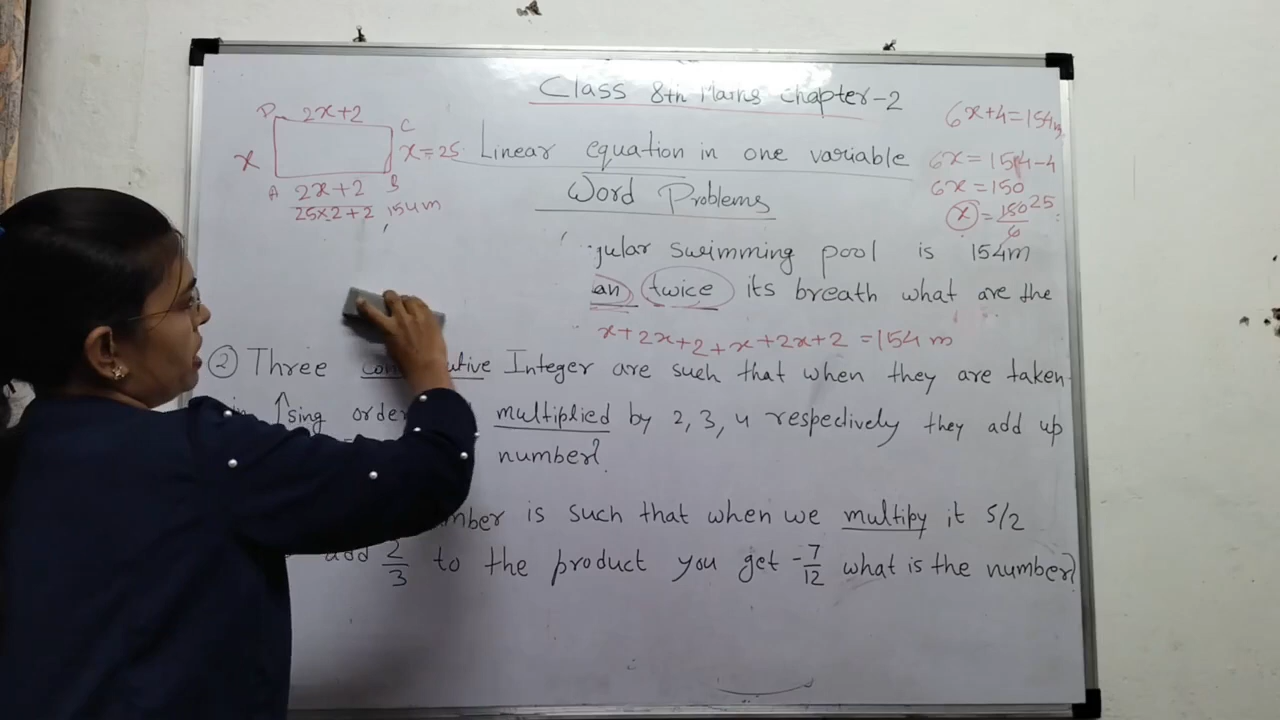 Class 8th Maths Chapter-2
Linear equation in one variable
Word Problems
D 2x+2 C
x
x=25
A 2x+2 B
25x2+2 154m
6x+4=154m
6x=154-4
6x=150
x=150 25
6
gular swimming pool is 154m
an twice its breath what are the
x+2x+2+x+2x+2=154m
② Three utive Integer are such that when they are taken
sing order multiplied by 2, 3, 4 respectively they add up
number?
mber is such that when we multipy it 5/2
add 2/3 to the product you get -7/12 what is the number?